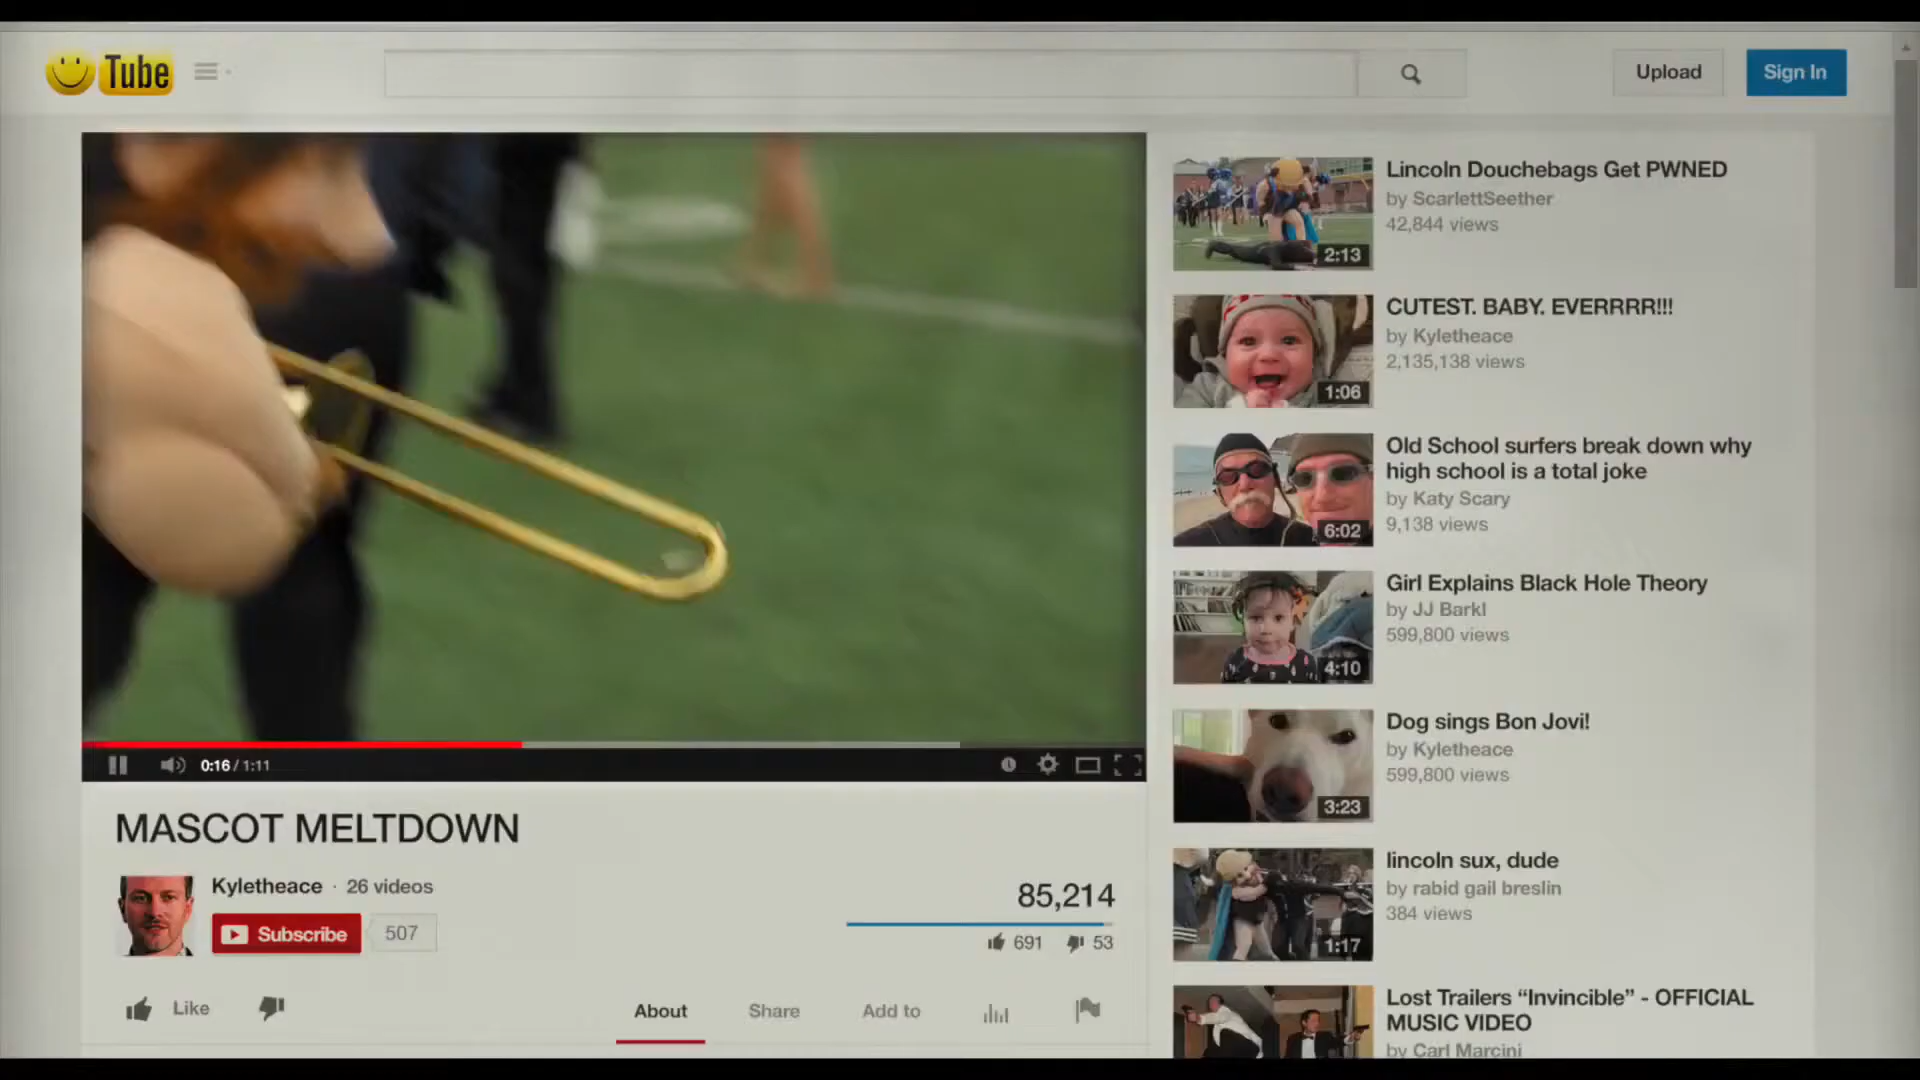 Tube
Upload
Sign In
0:16 / 1:11
MASCOT MELTDOWN
Kyletheace · 26 videos
Subscribe
507
85,214
691
53
Like
About
Share
Add to
Lincoln Douchebags Get PWNED
by ScarlettSeether
42,844 views
2:13
CUTEST. BABY. EVERRRR!!!
by Kyletheace
2,135,138 views
1:06
Old School surfers break down why
high school is a total joke
by Katy Scary
9,138 views
6:02
Girl Explains Black Hole Theory
by JJ Barkl
599,800 views
4:10
Dog sings Bon Jovi!
by Kyletheace
599,800 views
3:23
lincoln sux, dude
by rabid gail breslin
384 views
1:17
Lost Trailers “Invincible” - OFFICIAL
MUSIC VIDEO
by Carl Marcini